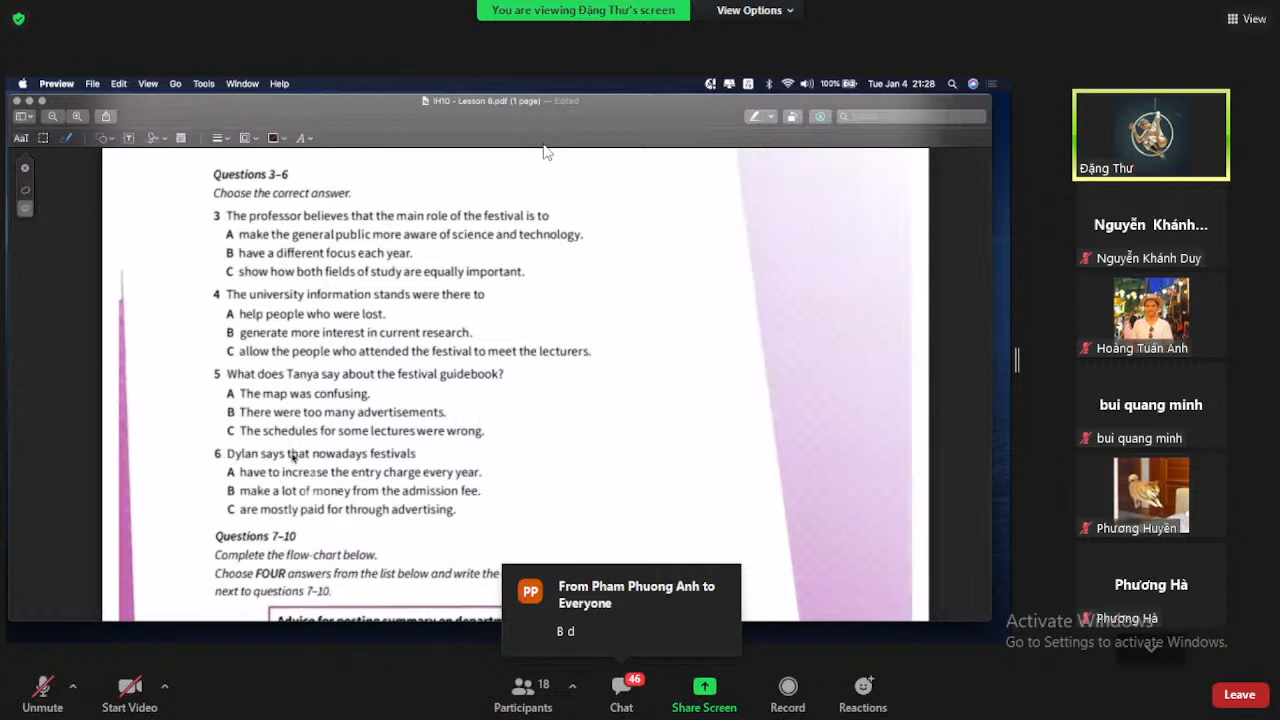 You are viewing Đặng Thư's screen
View Options
View
Preview File Edit View Go Tools Window Help
100% Tue Jan 4 21:28
IH10 - Lesson 6.pdf (1 page) — Edited
AaI
Questions 3–6
Choose the correct answer.
3 The professor believes that the main role of the festival is to
A make the general public more aware of science and technology.
B have a different focus each year.
C show how both fields of study are equally important.
4 The university information stands were there to
A help people who were lost.
B generate more interest in current research.
C allow the people who attended the festival to meet the lecturers.
5 What does Tanya say about the festival guidebook?
A The map was confusing.
B There were too many advertisements.
C The schedules for some lectures were wrong.
6 Dylan says that nowadays festivals
A have to increase the entry charge every year.
B make a lot of money from the admission fee.
C are mostly paid for through advertising.
Questions 7–10
Complete the flow-chart below.
Choose FOUR answers from the list below and write the
next to questions 7–10.
Advice for posting summary on
PP
From Pham Phuong Anh to
Everyone
B d
Đặng Thư
Nguyễn Khánh...
Nguyễn Khánh Duy
Hoàng Tuấn Anh
bui quang minh
bui quang minh
Phương Huyền
Phương Hà
Phương Hà
Activate Windows
Go to Settings to activate Windows.
Unmute
Start Video
18
Participants
46
Chat
Share Screen
Record
Reactions
Leave